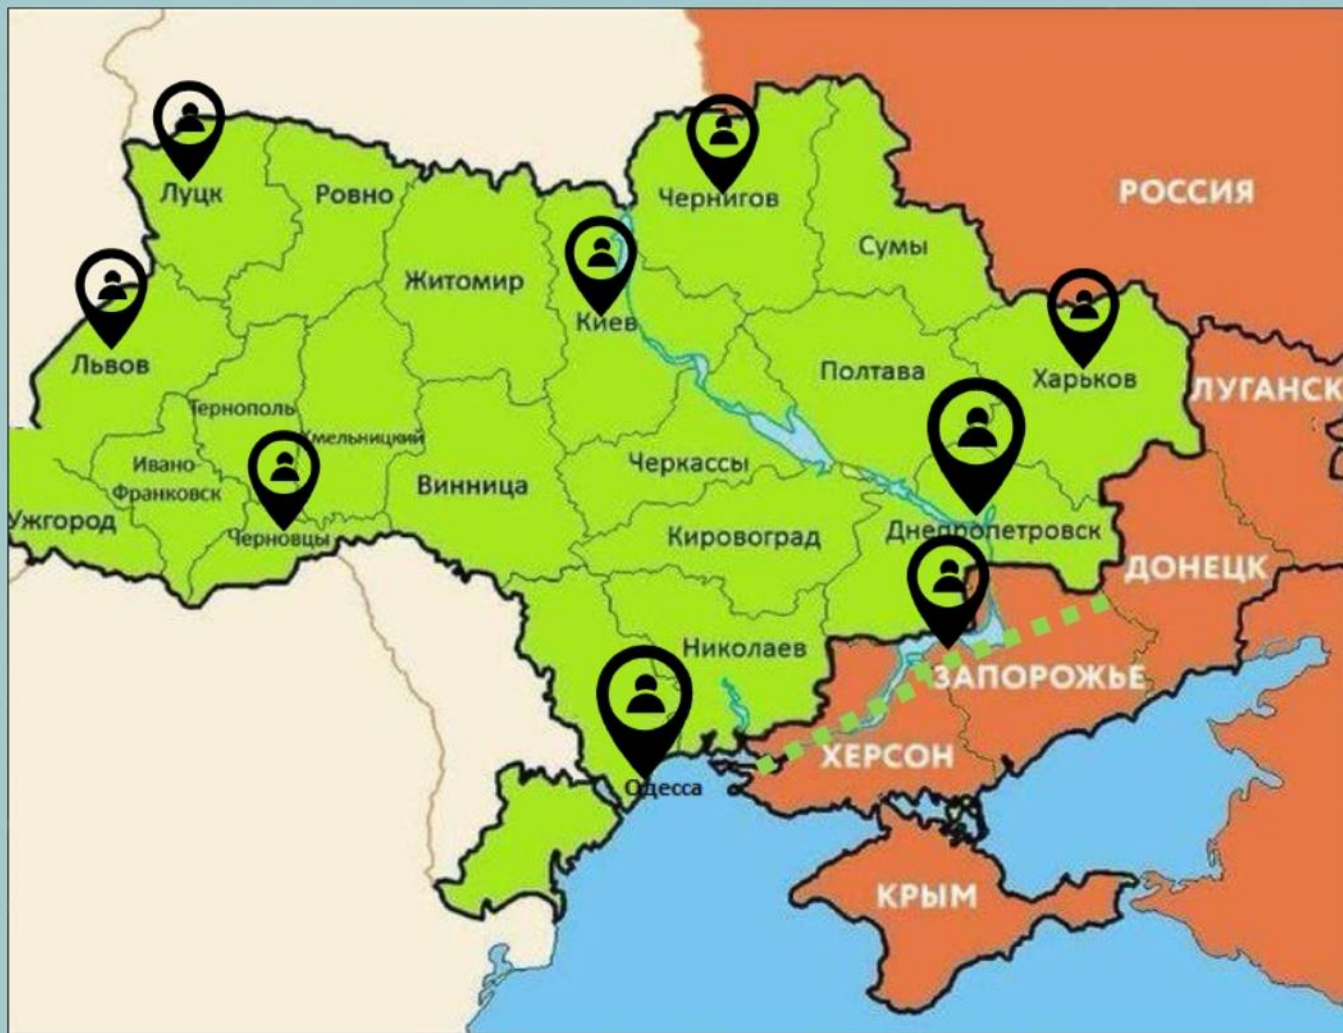 РОССИЯ
Луцк
Ровно
Чернигов
Сумы
Житомир
Киев
Львов
Полтава
Харьков
ЛУГАНСК
Тернополь
Хмельницкий
Ивано-
Франковск
Винница
Черкассы
Ужгород
Черновцы
Кировоград
Днепропетровск
ДОНЕЦК
Николаев
ЗАПОРОЖЬЕ
ХЕРСОН
Одесса
КРЫМ